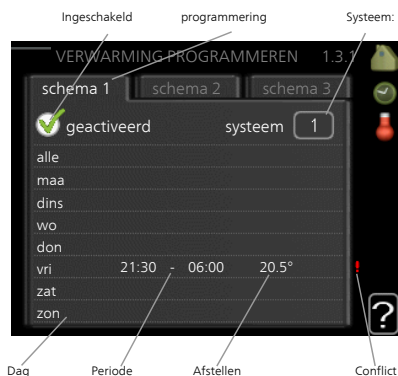 Ingeschakeld programmering Systeem:
VERWARMING PROGRAMMEREN 1.3.1
schema 1 schema 2 schema 3
geactiveerd systeem 1
alle
maa
dins
wo
don
vri 21:30 - 06:00 20.5° !
zat
zon ?
Dag Periode Afstellen Conflict